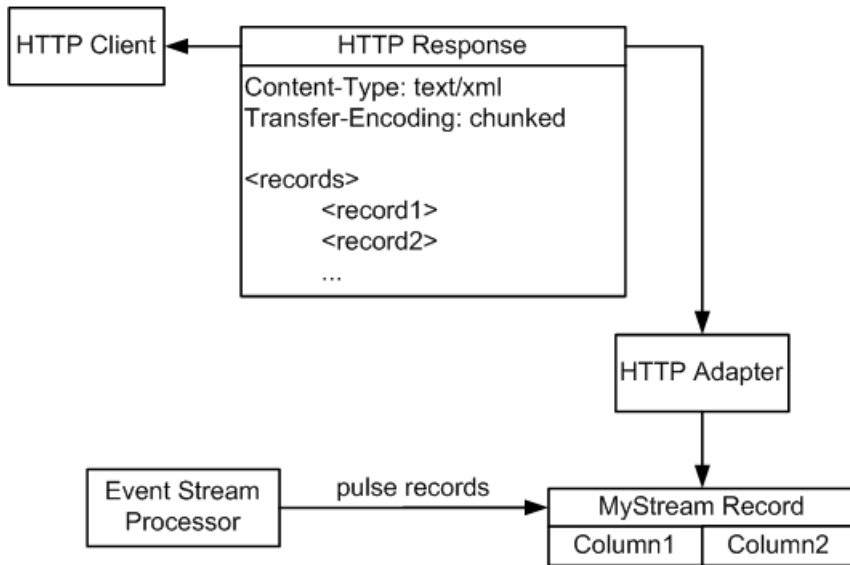 HTTP Client
HTTP Response
Content-Type: text/xml
Transfer-Encoding: chunked
<records>
<record1>
<record2>
...
HTTP Adapter
Event Stream
Processor
pulse records
MyStream Record
Column1
Column2